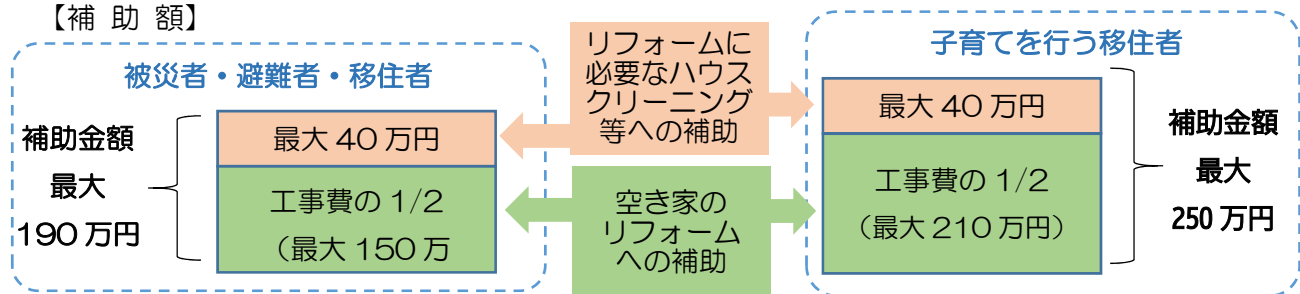 【補 助 額】
被災者・避難者・移住者
補助金額
最大
190 万円
最大 40 万円
工事費の 1/2
（最大 150 万
リフォームに
必要なハウス
クリーニング
等への補助
空き家の
リフォーム
への補助
子育てを行う移住者
最大 40 万円
工事費の 1/2
（最大 210 万円）
補助金額
最大
250 万円